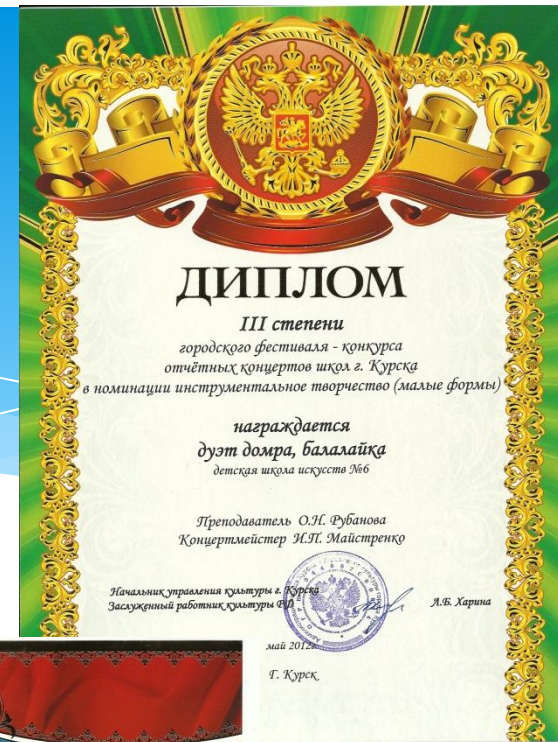 ДИПЛОМ
III степени
городского фестиваля - конкурса
отчётных концертов школ г. Курска
в номинации инструментальное творчество (малые формы)
награждается
дуэт домра, балалайка
детская школа искусств №6
Преподаватель О.Н. Рубанова
Концертмейстер И.П. Майстренко
Начальник управления культуры г. Курска
Заслуженный работник культуры РФ
А.Б. Харина
май 2012г.
Г. Курск